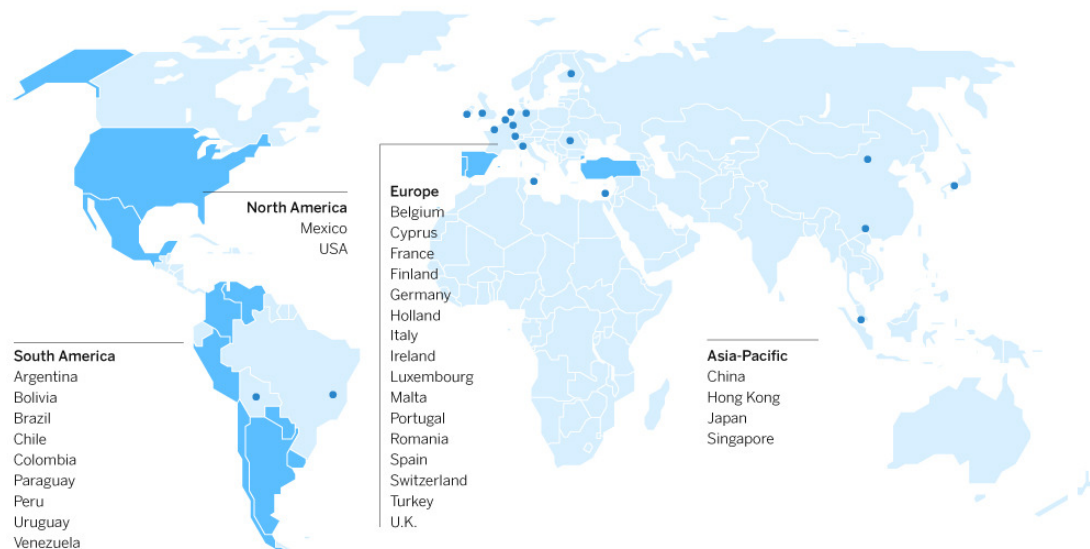 North America
Mexico
USA
South America
Argentina
Bolivia
Brazil
Chile
Colombia
Paraguay
Peru
Uruguay
Venezuela
Europe
Belgium
Cyprus
France
Finland
Germany
Holland
Italy
Ireland
Luxembourg
Malta
Portugal
Romania
Spain
Switzerland
Turkey
U.K.
Asia-Pacific
China
Hong Kong
Japan
Singapore